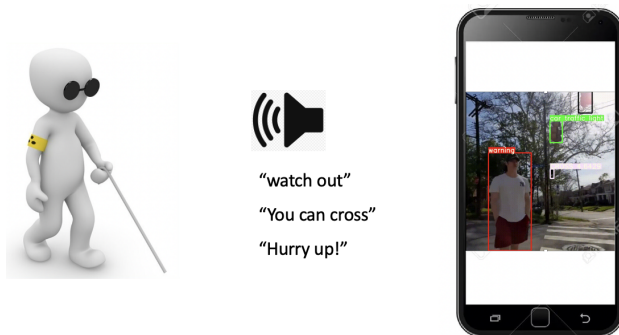 “watch out”
“You can cross”
“Hurry up!”
warning